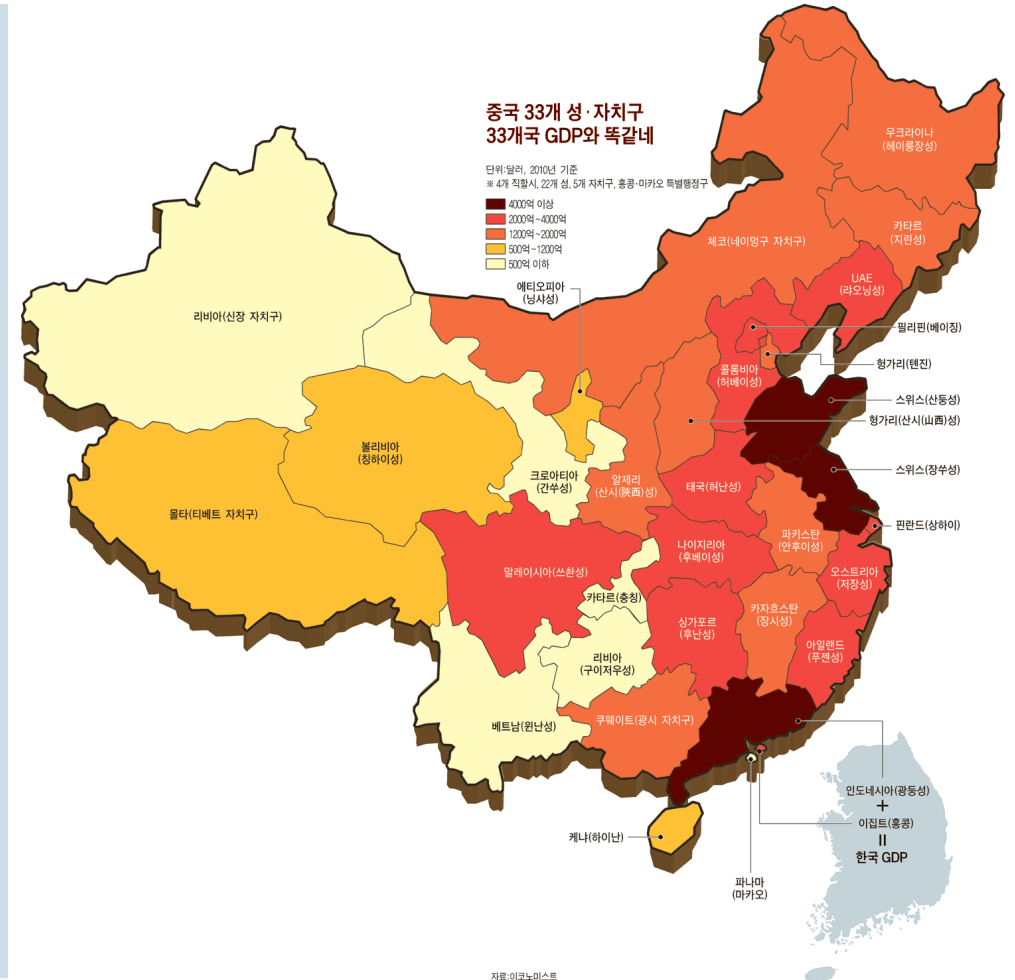 중국 33개 성·자치구
33개국 GDP와 똑같네
단위:달러, 2010년 기준
※ 4개 직할시, 22개 성, 5개 자치구, 홍콩·마카오 특별행정구
4000억 이상
2000억~4000억
1200억~2000억
500억~1200억
500억 이하
우크라이나
(헤이룽장성)
카타르
(지린성)
체코(네이멍구 자치구)
UAE
(랴오닝성)
에티오피아
(닝샤성)
리비아(신장 자치구)
필리핀(베이징)
헝가리(톈진)
콜롬비아
(허베이성)
스위스(산둥성)
헝가리(산시(山西)성)
볼리비아
(칭하이성)
스위스(장쑤성)
크로아티아
(간쑤성)
알제리
(산시(陝西)성)
태국(허난성)
몰타(티베트 자치구)
핀란드(상하이)
파키스탄
(안후이성)
나이지리아
(후베이성)
말레이시아(쓰촨성)
오스트리아
(저장성)
카타르(충칭)
카자흐스탄
(장시성)
싱가포르
(후난성)
아일랜드
(푸젠성)
리비아
(구이저우성)
베트남(윈난성)
쿠웨이트(광시 자치구)
인도네시아(광둥성)
+
이집트(홍콩)
=
한국 GDP
케냐(하이난)
파나마
(마카오)
자료:이코노미스트